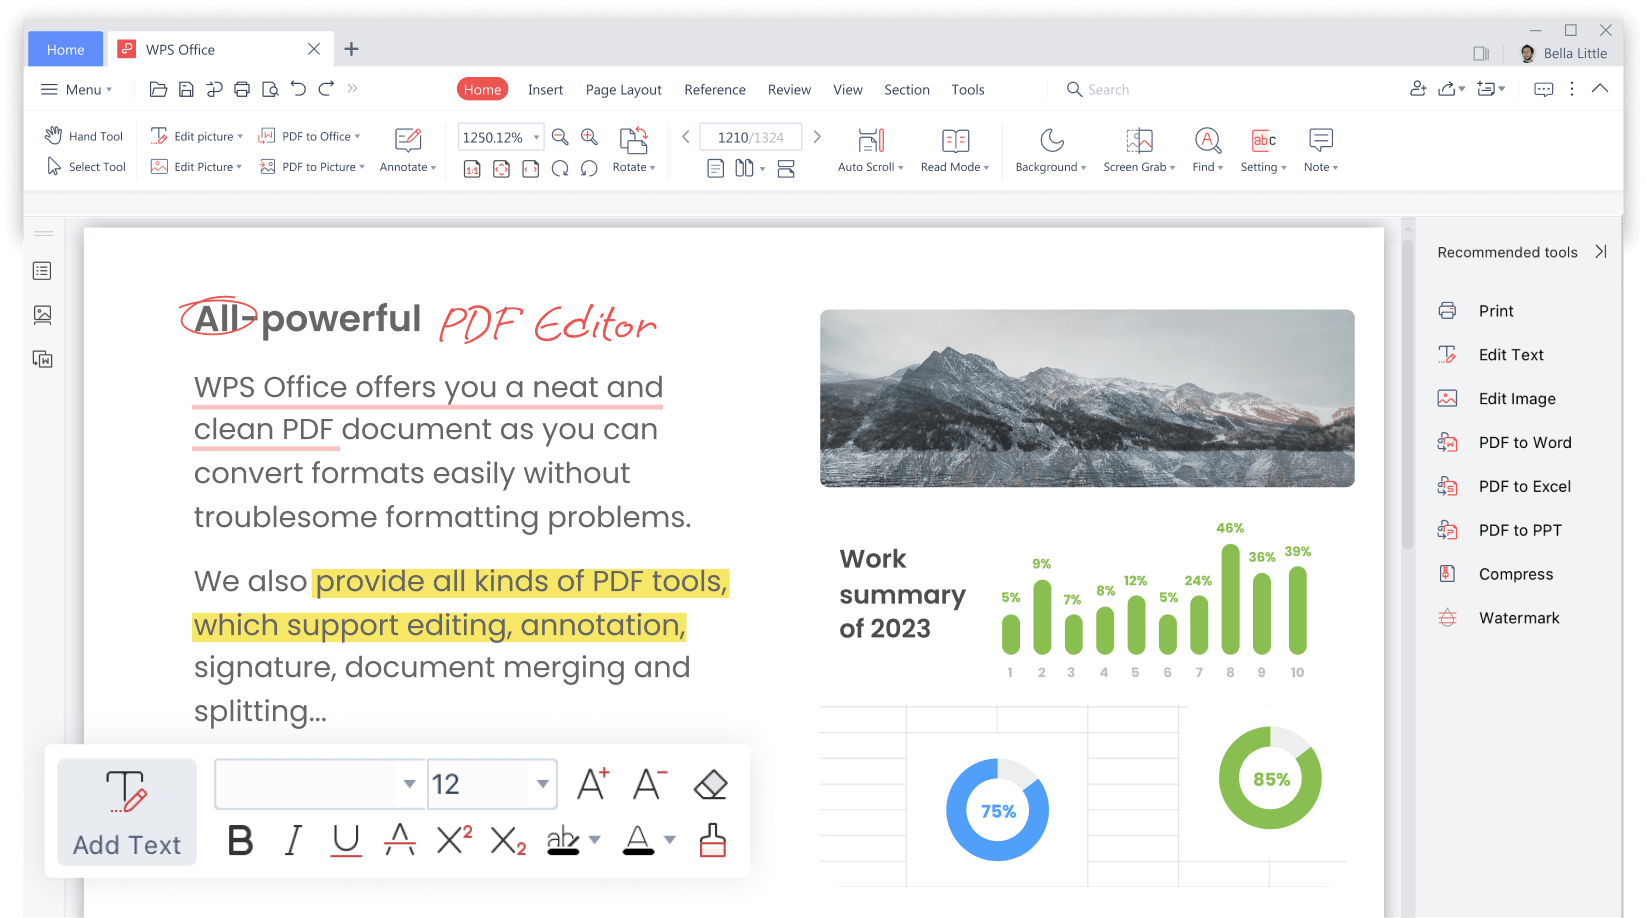 Home
WPS Office
Bella Little
Menu
Home
Insert
Page Layout
Reference
Review
View
Section
Tools
Search
Hand Tool
Edit picture
PDF to Office
1250.12%
1210/1324
Select Tool
Edit Picture
PDF to Picture
Annotate
1:1
Rotate
Auto Scroll
Read Mode
Background
Screen Grab
Find
abc
Setting
Note
All-powerful PDF Editor
WPS Office offers you a neat and
clean PDF document as you can
convert formats easily without
troublesome formatting problems.
We also provide all kinds of PDF tools,
which support editing, annotation,
signature, document merging and
splitting...
Work
summary
of 2023
5%
9%
7%
8%
12%
5%
24%
46%
36%
39%
1 2 3 4 5 6 7 8 9 10
75%
85%
Add Text
12
A+ A-
B I U A X2 X2 ab A
Recommended tools
Print
Edit Text
Edit Image
PDF to Word
PDF to Excel
PDF to PPT
Compress
Watermark